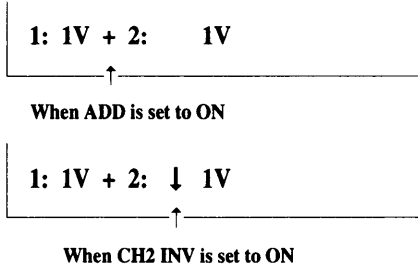 1: 1V + 2: 1V
When ADD is set to ON
1: 1V + 2: ↓ 1V
When CH2 INV is set to ON